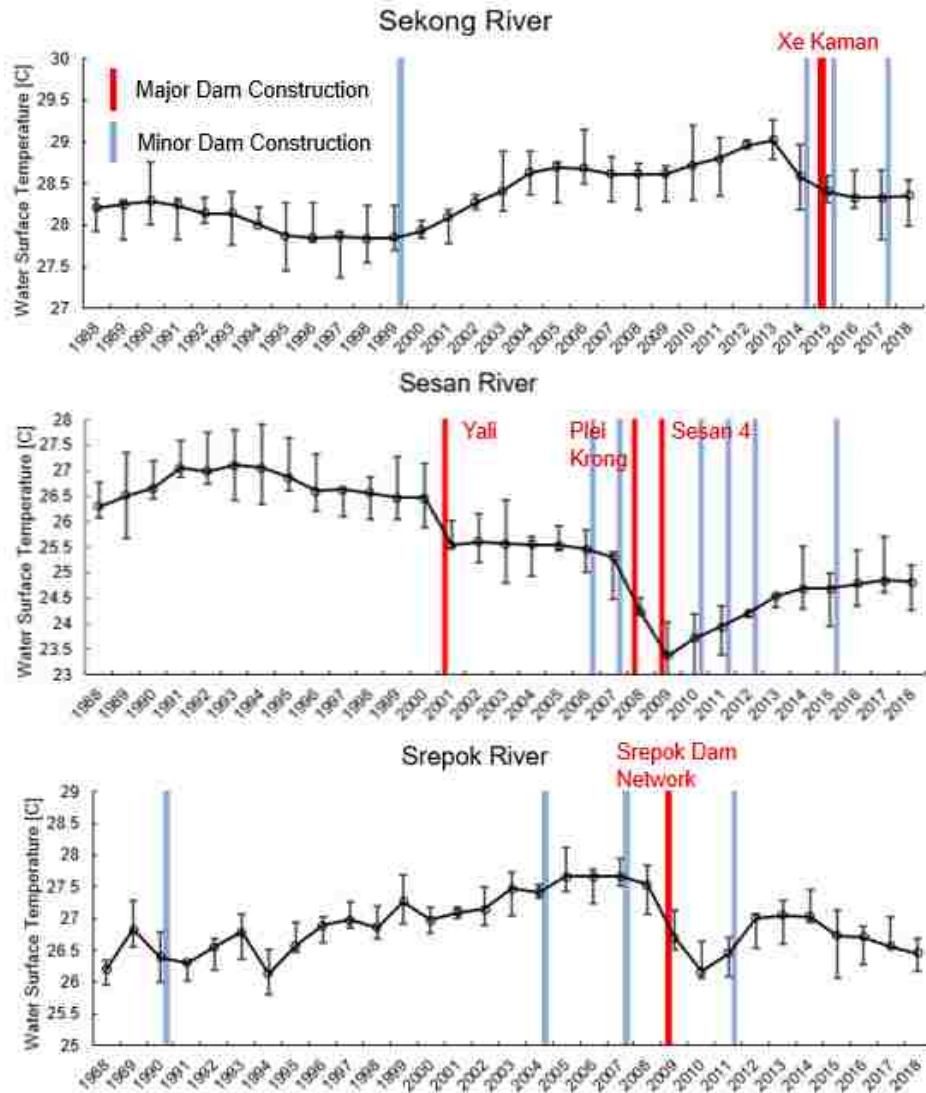 Sekong River
Xe Kaman
Water Surface Temperature [C]
30
29.5
29
28.5
28
27.5
27
Major Dam Construction
Minor Dam Construction
1988 1989 1990 1991 1992 1993 1994 1995 1996 1997 1998 1999 2000 2001 2002 2003 2004 2005 2006 2007 2008 2009 2010 2011 2012 2013 2014 2015 2016 2017 2018
Sesan River
Water Surface Temperature [C]
28
27.5
27
26.5
26
25.5
25
24.5
24
23.5
23
Yali
Plei
Krong
Sesan 4
1988 1989 1990 1991 1992 1993 1994 1995 1996 1997 1998 1999 2000 2001 2002 2003 2004 2005 2006 2007 2008 2009 2010 2011 2012 2013 2014 2015 2016 2017 2018
Srepok River
Srepok Dam
Network
Water Surface Temperature [C]
29
28.5
28
27.5
27
26.5
26
25.5
25
1988 1989 1990 1991 1992 1993 1994 1995 1996 1997 1998 1999 2000 2001 2002 2003 2004 2005 2006 2007 2008 2009 2010 2011 2012 2013 2014 2015 2016 2017 2018